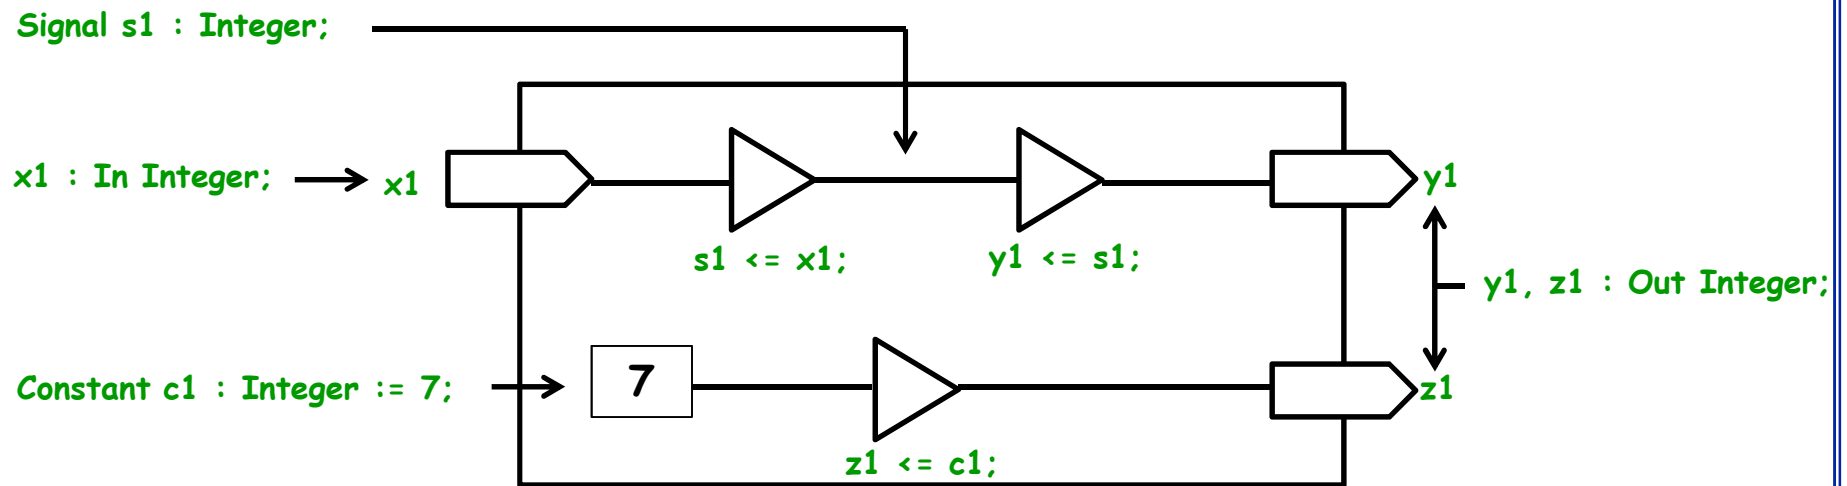 Signal s1 : Integer;
x1 : In Integer;
x1
y1
s1 <= x1;
y1 <= s1;
y1, z1 : Out Integer;
Constant c1 : Integer := 7;
7
z1
z1 <= c1;